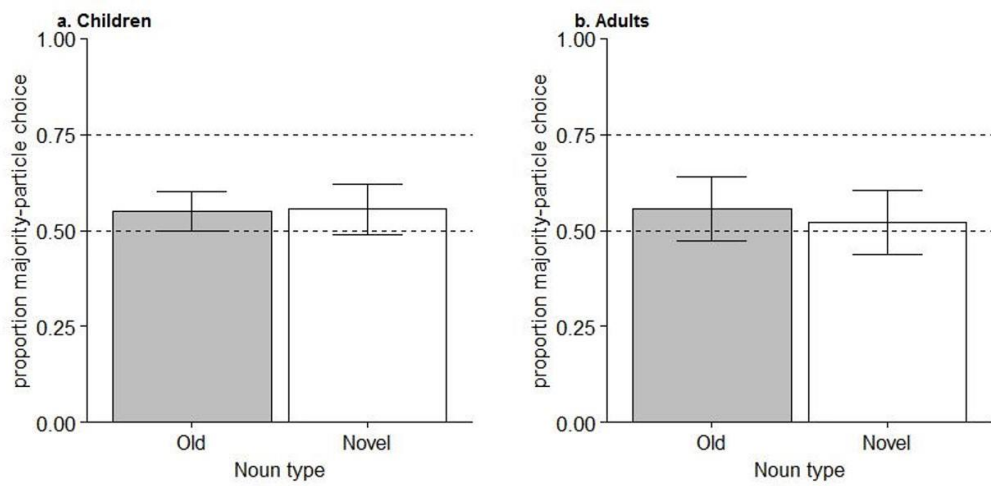 a. Children
1.00
0.75
0.50
0.25
0.00
proportion majority-particle choice
Old
Novel
Noun type
b. Adults
1.00
0.75
0.50
0.25
0.00
proportion majority-particle choice
Old
Novel
Noun type